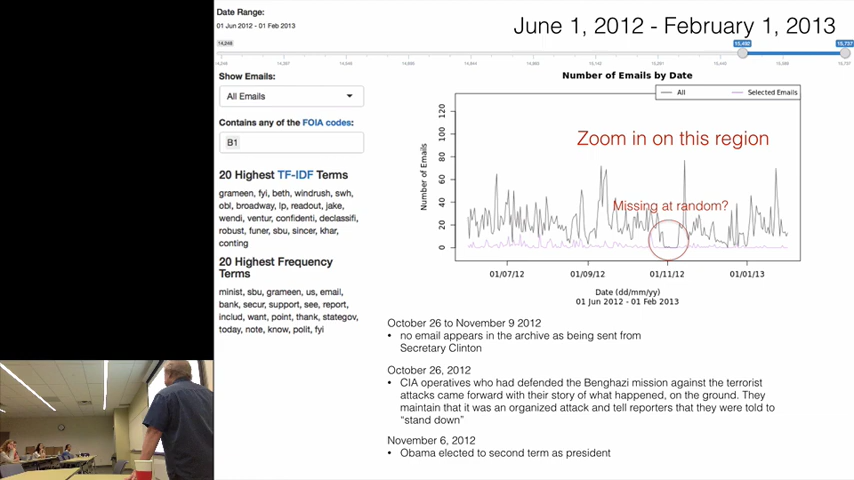 Date Range:
01 Jun 2012 - 01 Feb 2013
June 1, 2012 - February 1, 2013
Show Emails:
All Emails
Contains any of the FOIA codes:
B1
20 Highest TF-IDF Terms
grameen, fyi, beth, windrush, swh,
obl, broadway, lp, readout, jake,
wendi, ventur, confidenti, declassifi,
robust, funer, sbu, sincer, khar,
conting
20 Highest Frequency
Terms
minist, sbu, grameen, us, email,
bank, secur, support, see, report,
includ, want, point, thank, stategov,
today, note, know, polit, fyi
Number of Emails by Date
All
Selected Emails
Zoom in on this region
Missing at random?
Number of Emails
120
100
80
60
40
20
0
01/07/12
01/09/12
01/11/12
01/01/13
Date (dd/mm/yy)
01 Jun 2012 - 01 Feb 2013
October 26 to November 9 2012
• no email appears in the archive as being sent from
Secretary Clinton
October 26, 2012
• CIA operatives who had defended the Benghazi mission against the terrorist
attacks came forward with their story of what happened, on the ground. They
maintain that it was an organized attack and tell reporters that they were told to
“stand down”
November 6, 2012
• Obama elected to second term as president